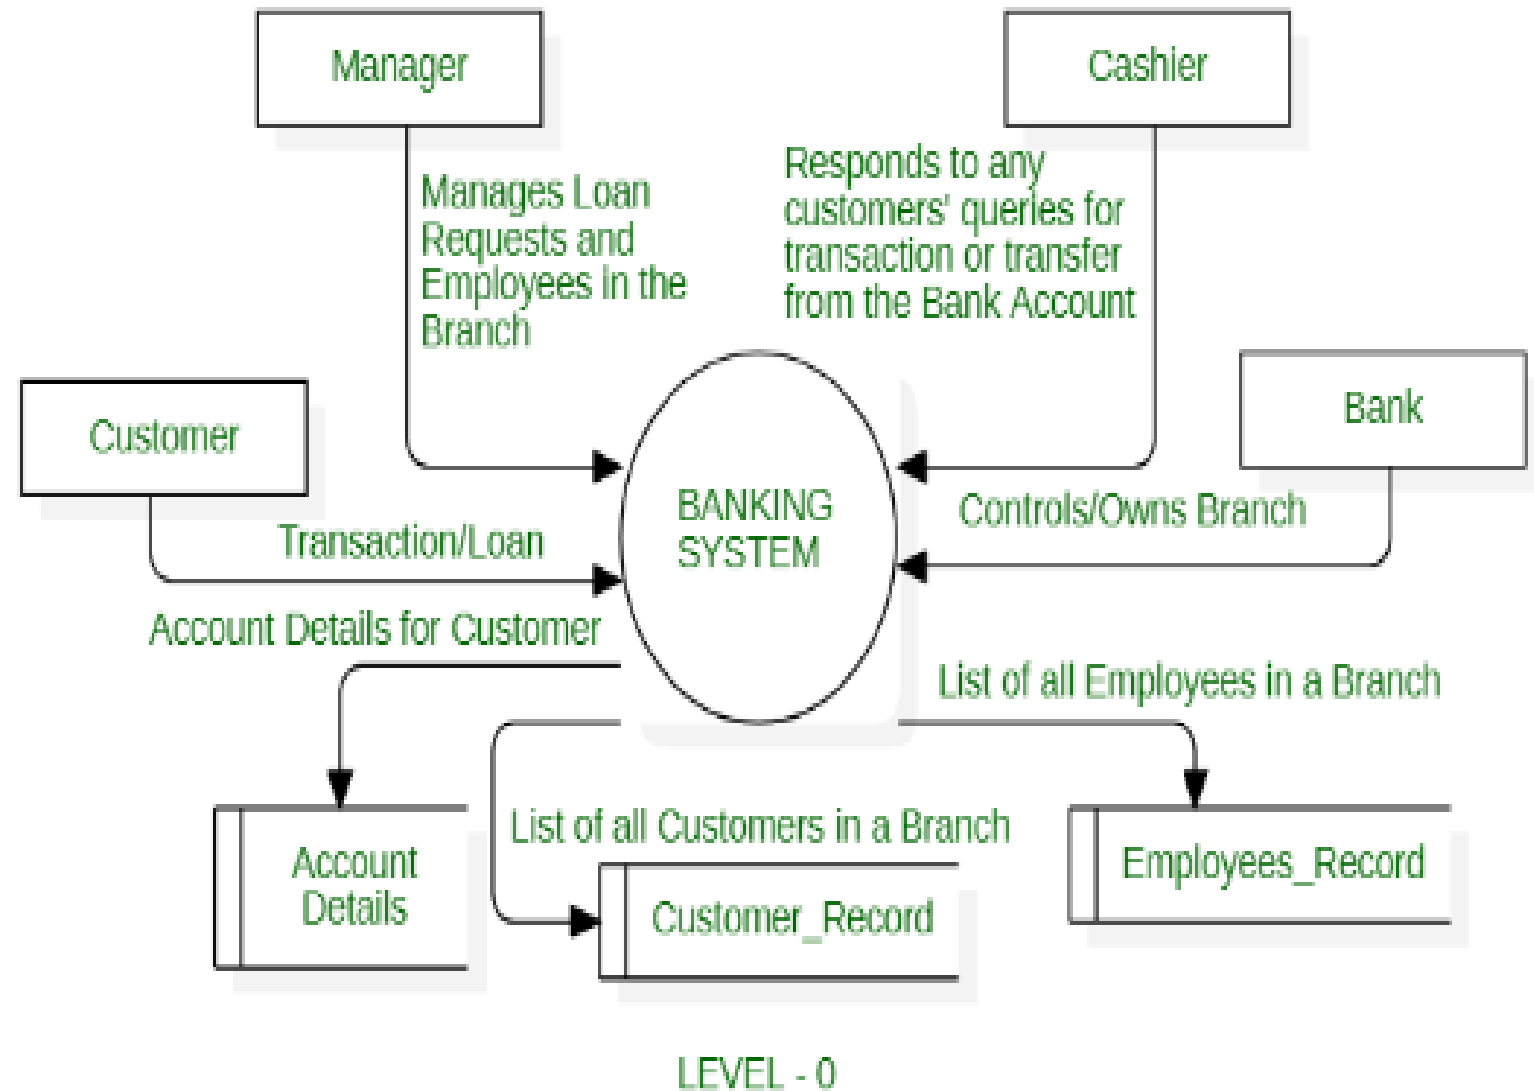 Manager
Cashier
Manages Loan
Requests and
Employees in the
Branch
Responds to any
customers' queries for
transaction or transfer
from the Bank Account
Customer
Bank
BANKING
SYSTEM
Controls/Owns Branch
Transaction/Loan
Account Details for Customer
List of all Employees in a Branch
List of all Customers in a Branch
Account
Details
Customer_Record
Employees_Record
LEVEL - 0